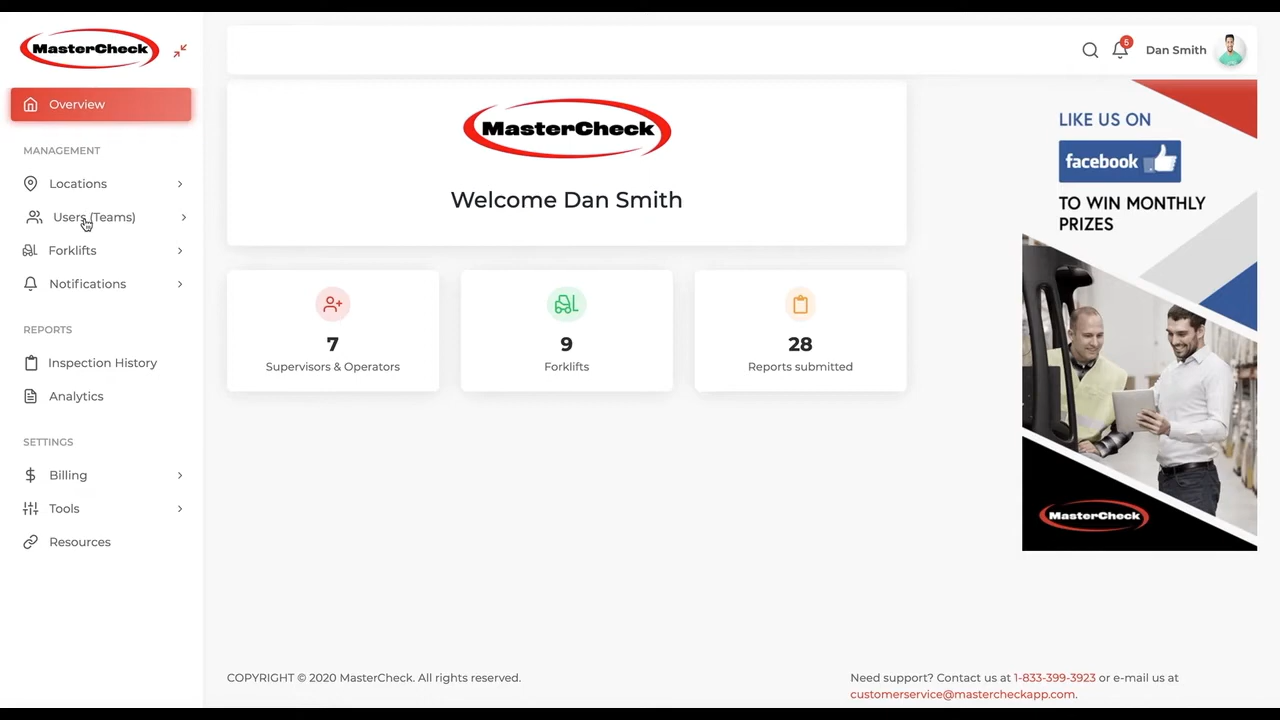 MasterCheck
Overview
MANAGEMENT
Locations
Users (Teams)
Forklifts
Notifications
REPORTS
Inspection History
Analytics
SETTINGS
Billing
Tools
Resources
5
Dan Smith
MasterCheck
Welcome Dan Smith
7
Supervisors & Operators
9
Forklifts
28
Reports submitted
LIKE US ON
facebook
TO WIN MONTHLY
PRIZES
MasterCheck
COPYRIGHT © 2020 MasterCheck. All rights reserved.
Need support? Contact us at 1-833-399-3923 or e-mail us at
customerservice@mastercheckapp.com.